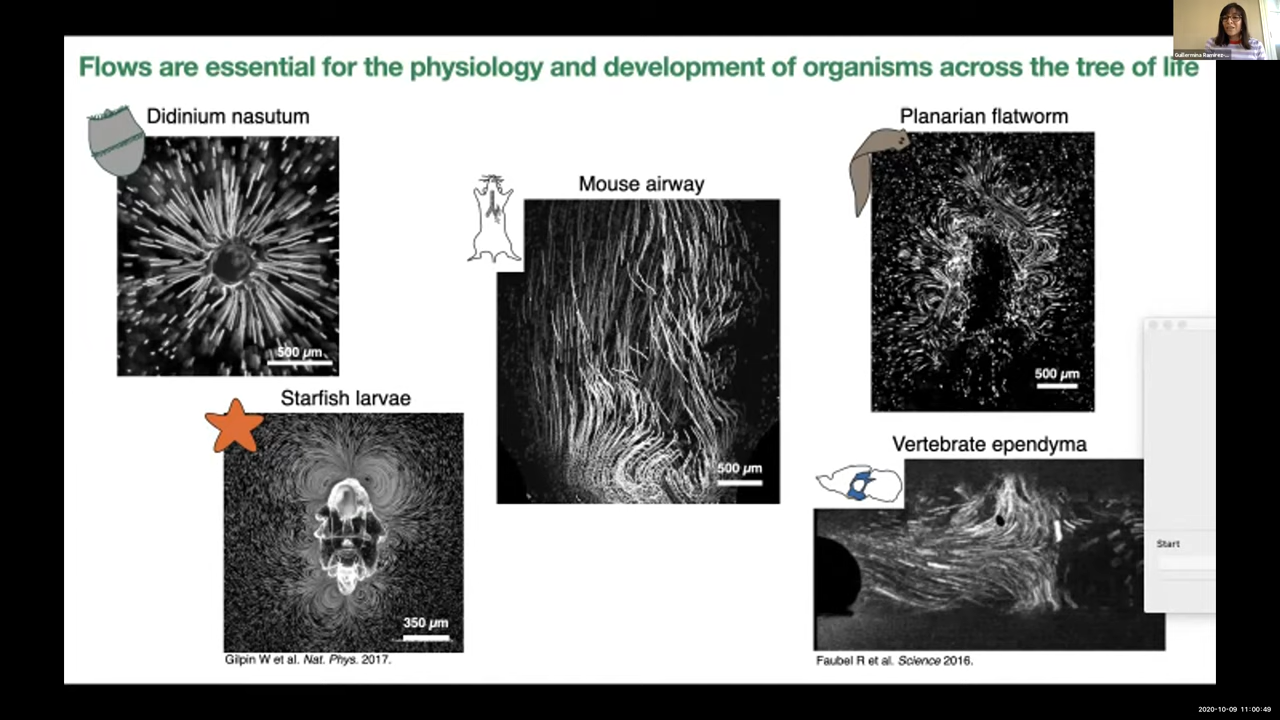 Flows are essential for the physiology and development of organisms across the tree of life
Didinium nasutum
500 μm
Starfish larvae
350 μm
Gilpin W et al. Nat. Phys. 2017.
Mouse airway
500 μm
Planarian flatworm
500 μm
Vertebrate ependyma
Faubel R et al. Science 2016.
Start
Guillermina Ramirez-...
2020-10-09 11:00:49